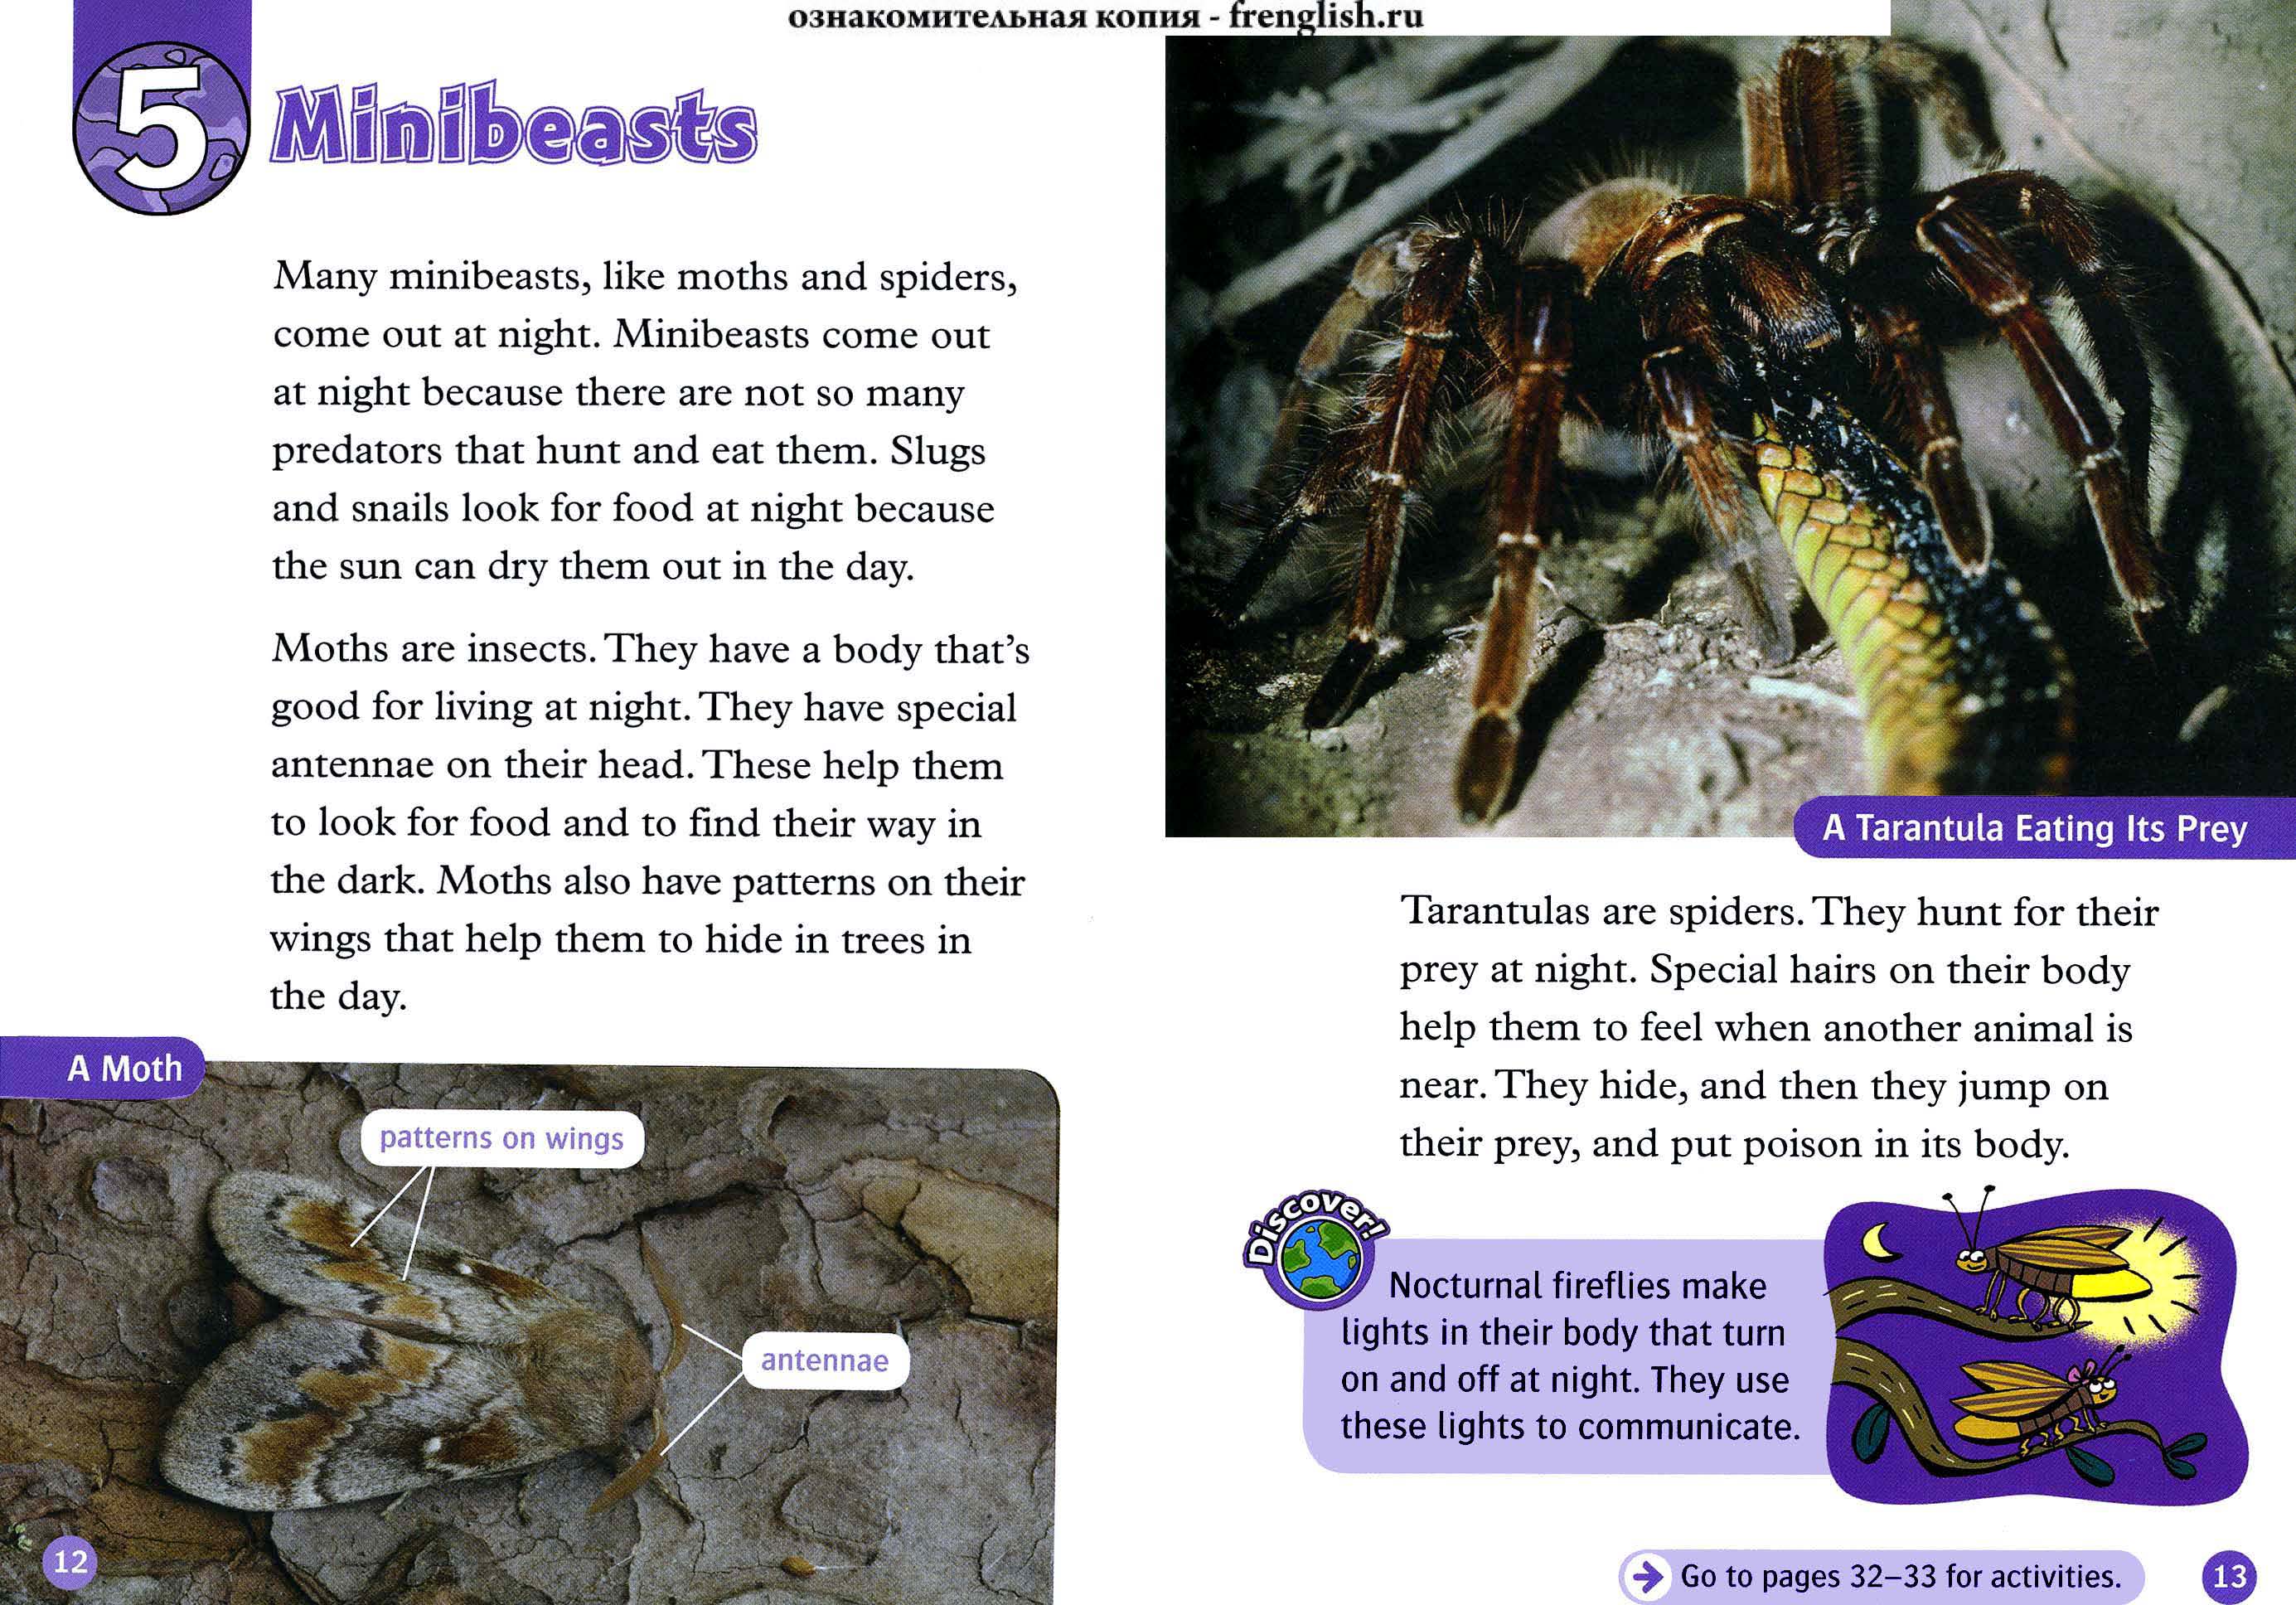 ознакомительная копия - frenglish.ru
5
Minibeasts
Many minibeasts, like moths and spiders,
come out at night. Minibeasts come out
at night because there are not so many
predators that hunt and eat them. Slugs
and snails look for food at night because
the sun can dry them out in the day.
Moths are insects. They have a body that's
good for living at night. They have special
antennae on their head. These help them
to look for food and to find their way in
the dark. Moths also have patterns on their
wings that help them to hide in trees in
the day.
A Moth
patterns on wings
antennae
12
A Tarantula Eating Its Prey
Tarantulas are spiders. They hunt for their
prey at night. Special hairs on their body
help them to feel when another animal is
near. They hide, and then they jump on
their prey, and put poison in its body.
Discover!
Nocturnal fireflies make
lights in their body that turn
on and off at night. They use
these lights to communicate.
Go to pages 32–33 for activities.
13